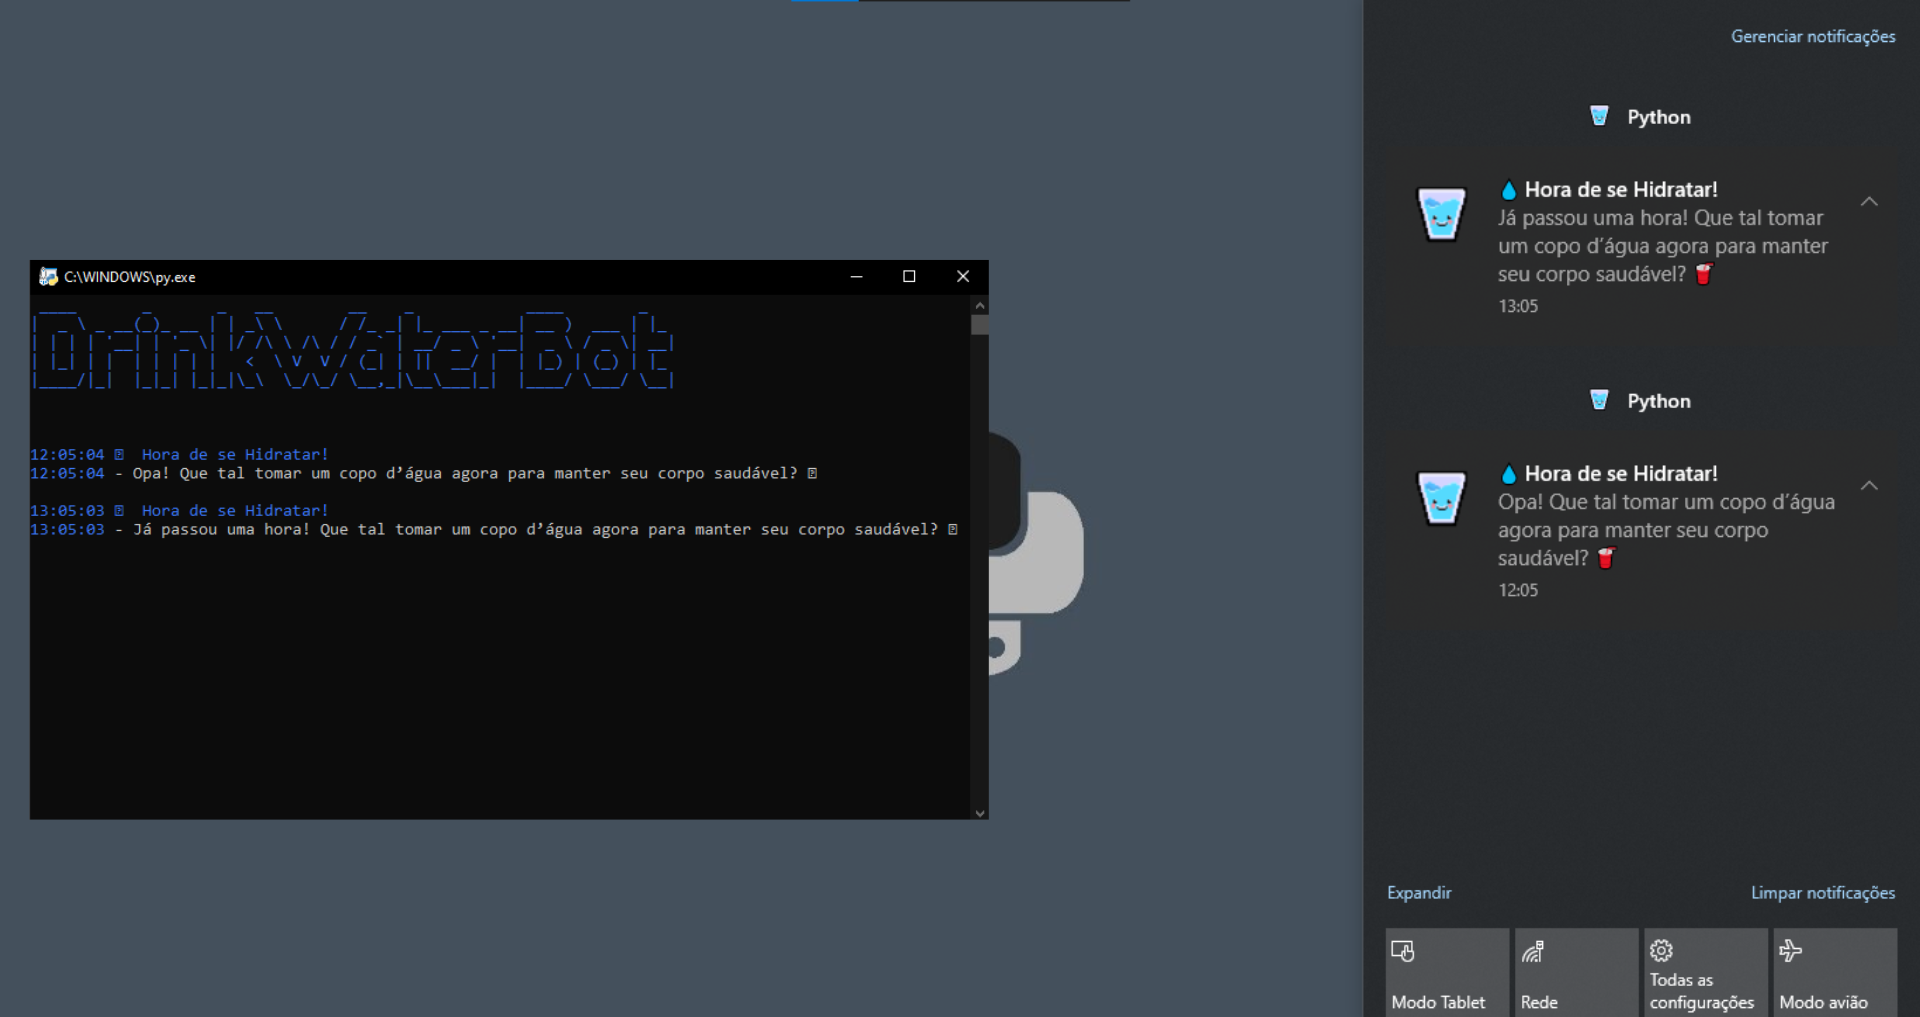 C:\WINDOWS\py.exe
DrinkWaterBot
12:05:04 Hora de se Hidratar!
12:05:04 - Opa! Que tal tomar um copo d’água agora para manter seu corpo saudável?
13:05:03 Hora de se Hidratar!
13:05:03 - Já passou uma hora! Que tal tomar um copo d’água agora para manter seu corpo saudável?
Gerenciar notificações
Python
💧 Hora de se Hidratar!
Já passou uma hora! Que tal tomar
um copo d’água agora para manter
seu corpo saudável? 🥤
13:05
Python
💧 Hora de se Hidratar!
Opa! Que tal tomar um copo d’água
agora para manter seu corpo
saudável? 🥤
12:05
Expandir
Limpar notificações
Modo Tablet
Rede
Todas as
configurações
Modo avião